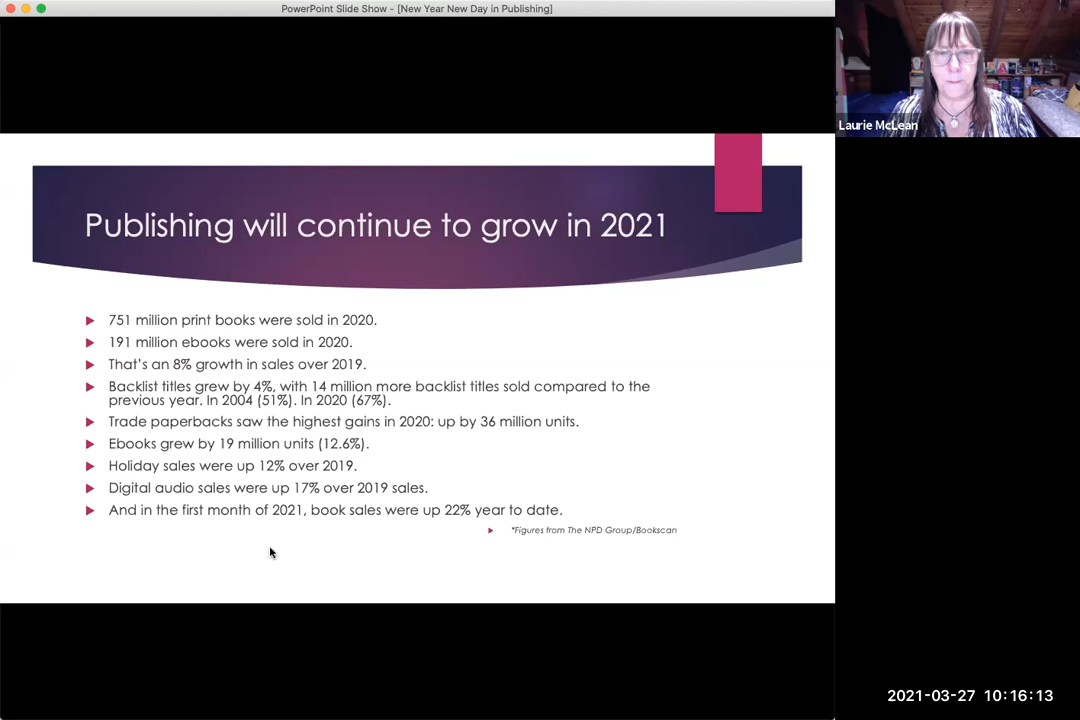 PowerPoint Slide Show - [New Year New Day in Publishing]
Laurie McLean
Publishing will continue to grow in 2021
751 million print books were sold in 2020.
191 million ebooks were sold in 2020.
That's an 8% growth in sales over 2019.
Backlist titles grew by 4%, with 14 million more backlist titles sold compared to the
previous year. In 2004 (51%). In 2020 (67%).
Trade paperbacks saw the highest gains in 2020: up by 36 million units.
Ebooks grew by 19 million units (12.6%).
Holiday sales were up 12% over 2019.
Digital audio sales were up 17% over 2019 sales.
And in the first month of 2021, book sales were up 22% year to date.
*Figures from The NPD Group/Bookscan
2021-03-27 10:16:13